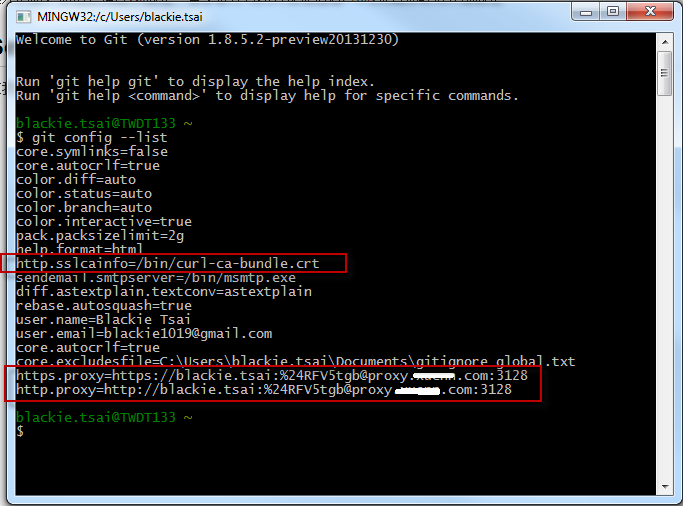 MINGW32:/c/Users/blackie.tsai
Welcome to Git (version 1.8.5.2-preview20131230)
Run 'git help git' to display the help index.
Run 'git help <command>' to display help for specific commands.
blackie.tsai@TWDT133 ~
$ git config --list
core.symlinks=false
core.autocrlf=true
color.diff=auto
color.status=auto
color.branch=auto
color.interactive=true
pack.packsizelimit=2g
help.format=html
http.sslcainfo=/bin/curl-ca-bundle.crt
sendemail.smtpserver=/bin/msmtp.exe
diff.astextplain.textconv=astextplain
rebase.autosquash=true
user.name=Blackie Tsai
user.email=blackie1019@gmail.com
core.autocrlf=true
core.excludesfile=C:\Users\blackie.tsai\Documents\gitignore_global.txt
https.proxy=https://blackie.tsai:%24RFV5tgb@proxy. .com:3128
http.proxy=http://blackie.tsai:%24RFV5tgb@proxy. .com:3128
blackie.tsai@TWDT133 ~
$